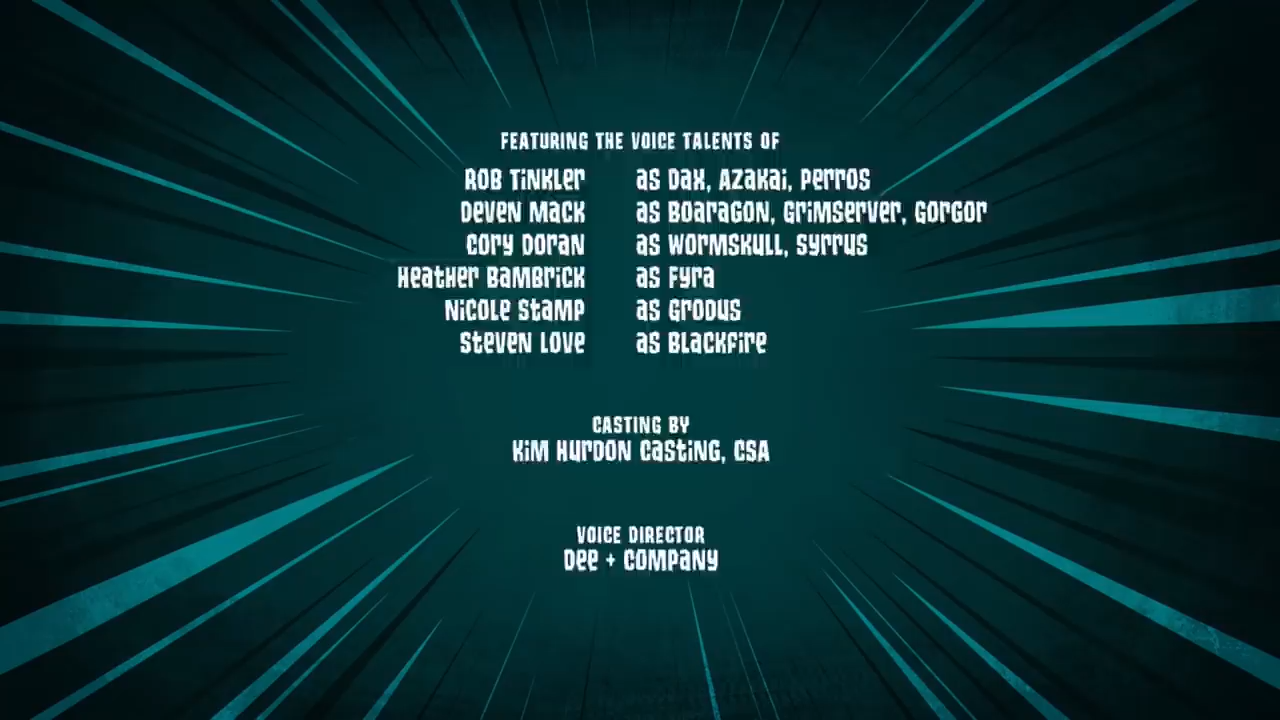 FEATURING THE VOICE TALENTS OF
ROB TINKLER as DAX, AZAKAI, PERROS
DEVEN MACK as BOARAGON, GRIMSERVER, GORGOR
CORY DORAN as WORMSKULL, SYRRUS
HEATHER BAMBRICK as FYRA
NICOLE STAMP as GRODUS
STEVEN LOVE as BLACKFIRE
CASTING BY
KIM HURDON CASTING, CSA
VOICE DIRECTOR
DEE + COMPANY